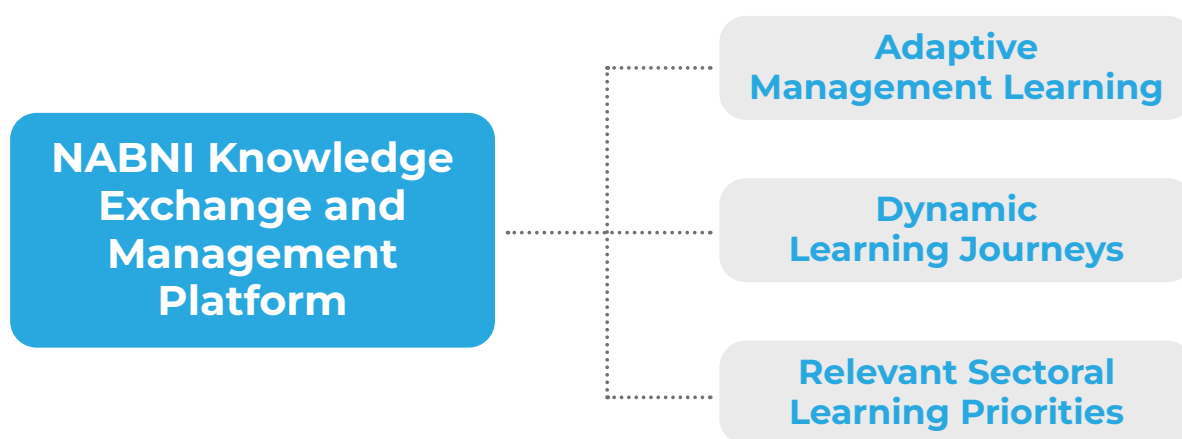 NABNI Knowledge
Exchange and
Management
Platform
Adaptive
Management Learning
Dynamic
Learning Journeys
Relevant Sectoral
Learning Priorities